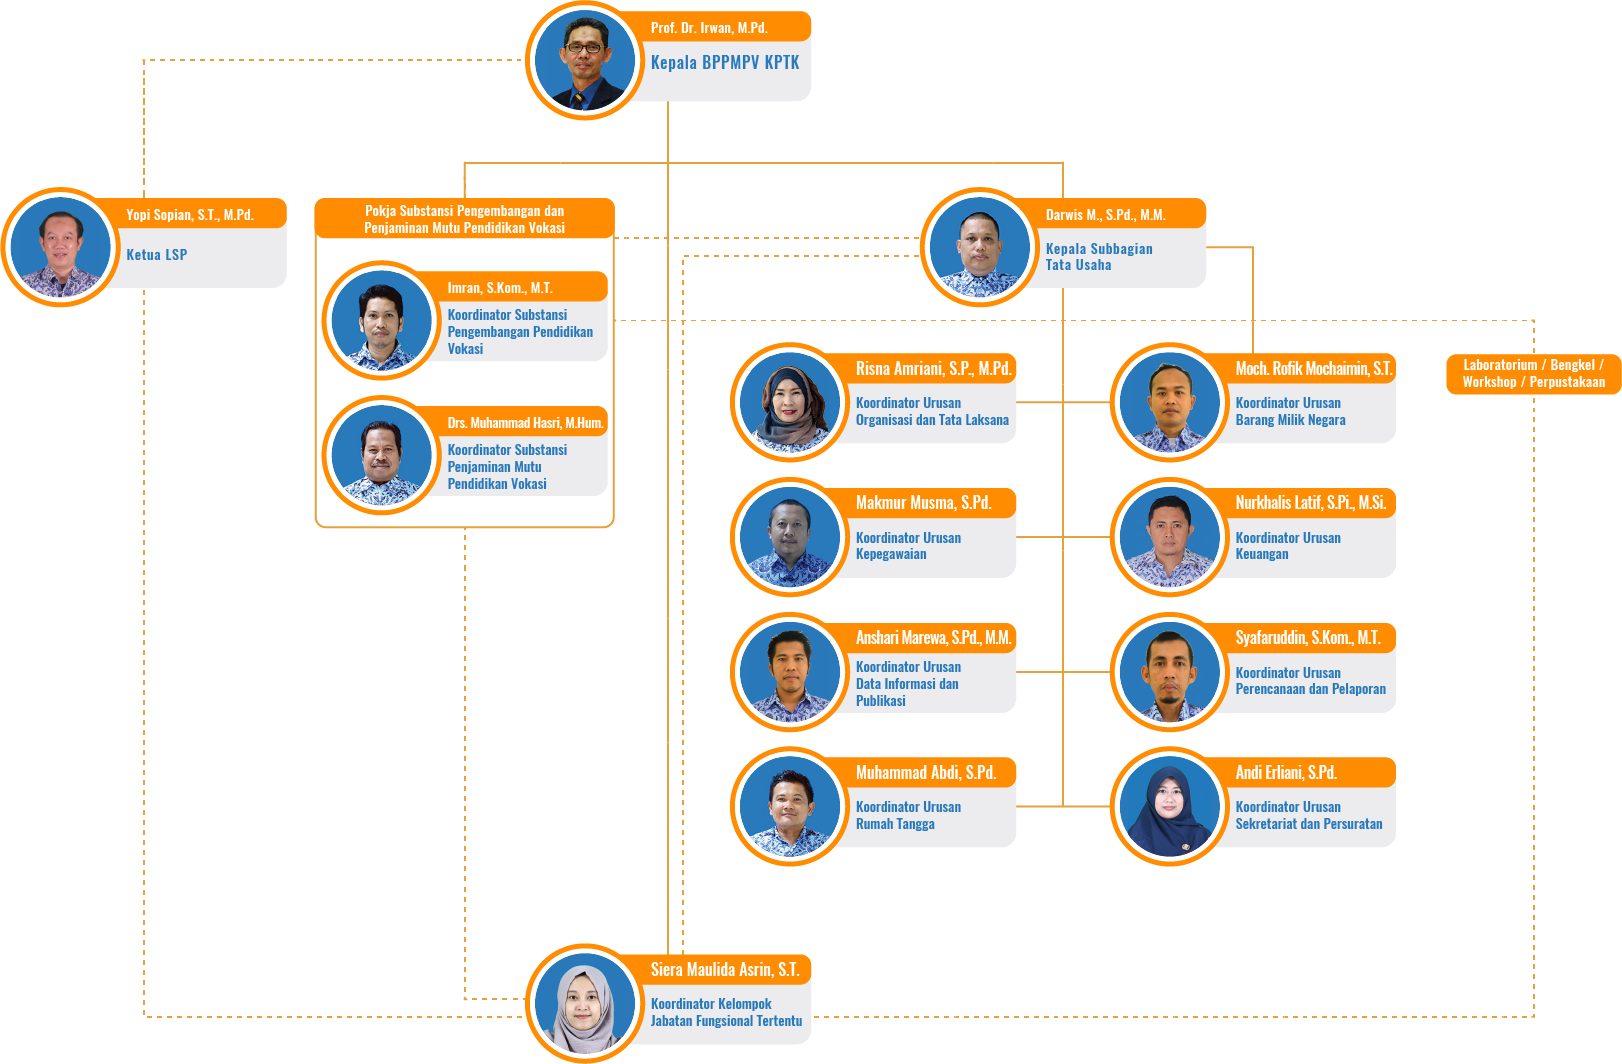 Prof. Dr. Irwan, M.Pd.
Kepala BPPMPV KPTK
Yopi Sopian, S.T., M.Pd.
Ketua LSP
Pokja Substansi Pengembangan dan
Penjaminan Mutu Pendidikan Vokasi
Imran, S.Kom., M.T.
Koordinator Substansi
Pengembangan Pendidikan
Vokasi
Drs. Muhammad Hasri, M.Hum.
Koordinator Substansi
Penjaminan Mutu
Pendidikan Vokasi
Darwis M., S.Pd., M.M.
Kepala Subbagian
Tata Usaha
Risna Amriani, S.P., M.Pd.
Koordinator Urusan
Organisasi dan Tata Laksana
Moch. Rofik Mochaimin, S.T.
Koordinator Urusan
Barang Milik Negara
Laboratorium / Bengkel /
Workshop / Perpustakaan
Makmur Musma, S.Pd.
Koordinator Urusan
Kepegawaian
Nurkhalis Latif, S.Pi., M.Si.
Koordinator Urusan
Keuangan
Anshari Marewa, S.Pd., M.M.
Koordinator Urusan
Data Informasi dan
Publikasi
Syafaruddin, S.Kom., M.T.
Koordinator Urusan
Perencanaan dan Pelaporan
Muhammad Abdi, S.Pd.
Koordinator Urusan
Rumah Tangga
Andi Erliani, S.Pd.
Koordinator Urusan
Sekretariat dan Persuratan
Siera Maulida Asrin, S.T.
Koordinator Kelompok
Jabatan Fungsional Tertentu